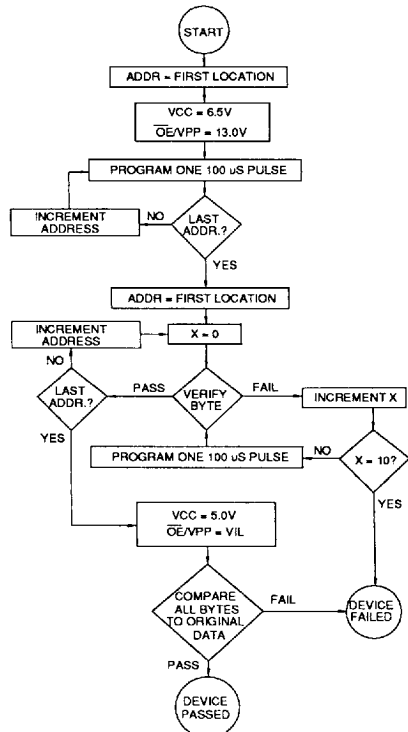 START
ADDR = FIRST LOCATION
VCC = 6.5V
OE/VPP = 13.0V
PROGRAM ONE 100 uS PULSE
INCREMENT
ADDRESS
NO
LAST
ADDR.?
YES
ADDR = FIRST LOCATION
INCREMENT
ADDRESS
X = 0
NO
LAST
ADDR.?
PASS
VERIFY
BYTE
FAIL
INCREMENT X
YES
PROGRAM ONE 100 uS PULSE
NO
X = 10?
YES
VCC = 5.0V
OE/VPP = VIL
COMPARE
ALL BYTES
TO ORIGINAL
DATA
FAIL
DEVICE
FAILED
PASS
DEVICE
PASSED